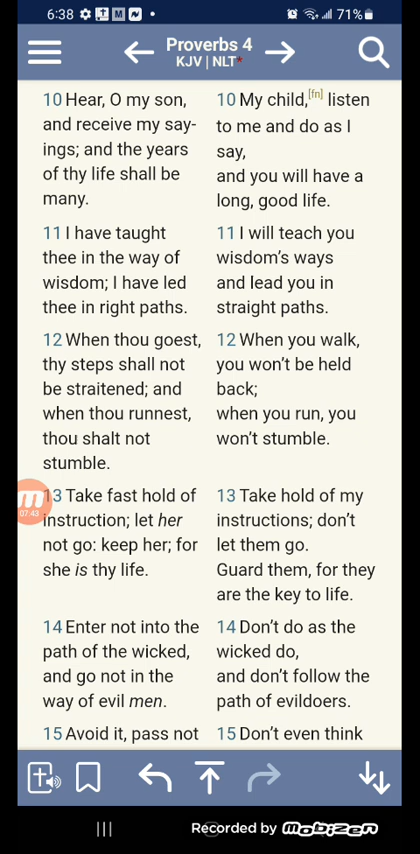 6:38 M N • 71%
Proverbs 4
KJV | NLT*
10 Hear, O my son,
and receive my say-
ings; and the years
of thy life shall be
many.
11 I have taught
thee in the way of
wisdom; I have led
thee in right paths.
12 When thou goest,
thy steps shall not
be straitened; and
when thou runnest,
thou shalt not
stumble.
13 Take fast hold of
instruction; let her
not go: keep her; for
she is thy life.
14 Enter not into the
path of the wicked,
and go not in the
way of evil men.
15 Avoid it, pass not
10 My child,[fn] listen
to me and do as I
say,
and you will have a
long, good life.
11 I will teach you
wisdom's ways
and lead you in
straight paths.
12 When you walk,
you won't be held
back;
when you run, you
won't stumble.
13 Take hold of my
instructions; don't
let them go.
Guard them, for they
are the key to life.
14 Don't do as the
wicked do,
and don't follow the
path of evildoers.
15 Don't even think
m
07:43
Recorded by mobizen